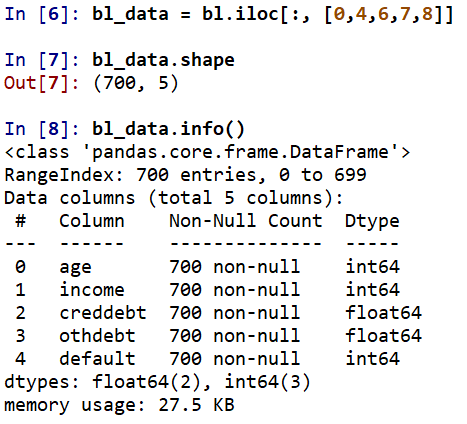 In [6]: bl_data = bl.iloc[:, [0,4,6,7,8]]
In [7]: bl_data.shape
Out[7]: (700, 5)
In [8]: bl_data.info()
<class 'pandas.core.frame.DataFrame'>
RangeIndex: 700 entries, 0 to 699
Data columns (total 5 columns):
 #   Column    Non-Null Count  Dtype
---  ------    --------------  -----
 0   age       700 non-null    int64
 1   income    700 non-null    int64
 2   creddebt  700 non-null    float64
 3   othdebt   700 non-null    float64
 4   default   700 non-null    int64
dtypes: float64(2), int64(3)
memory usage: 27.5 KB